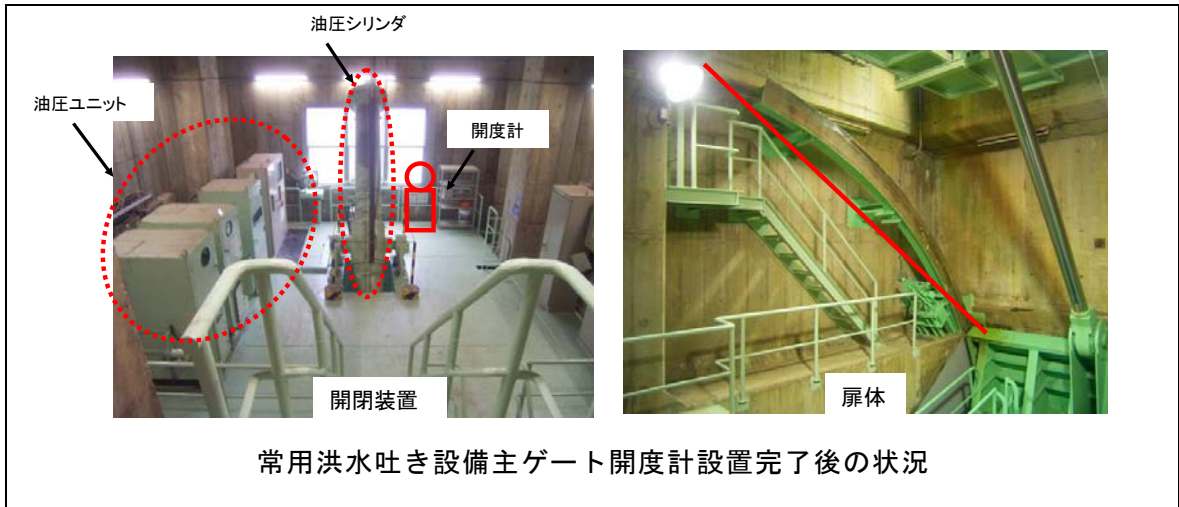 油圧シリンダ
油圧ユニット
開度計
開閉装置
扉体
常用洪水吐き設備主ゲート開度計設置完了後の状況